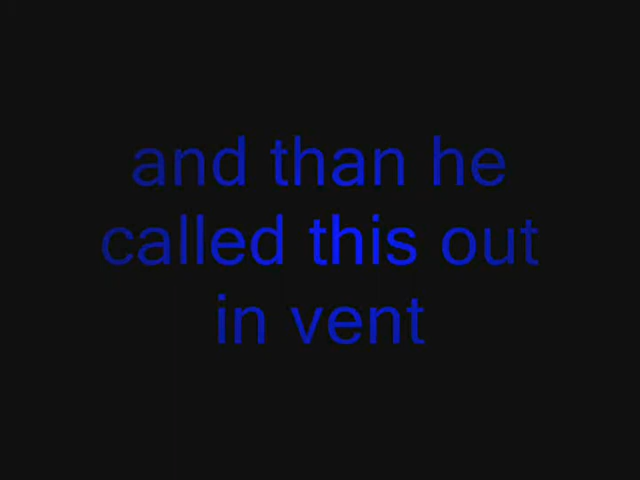 and than he
called this out
in vent